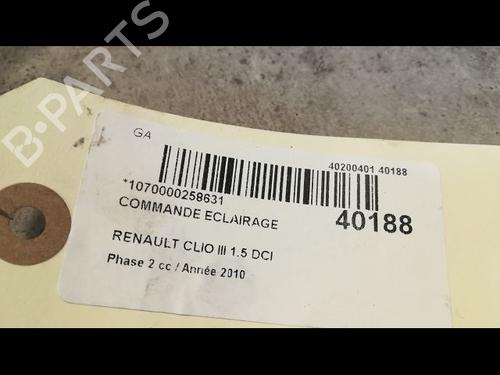 B-PARTS
GA
40200401 40188
*1070000258631
COMMANDE ECLAIRAGE
40188
RENAULT CLIO III 1.5 DCI
Phase 2 cc / Année 2010